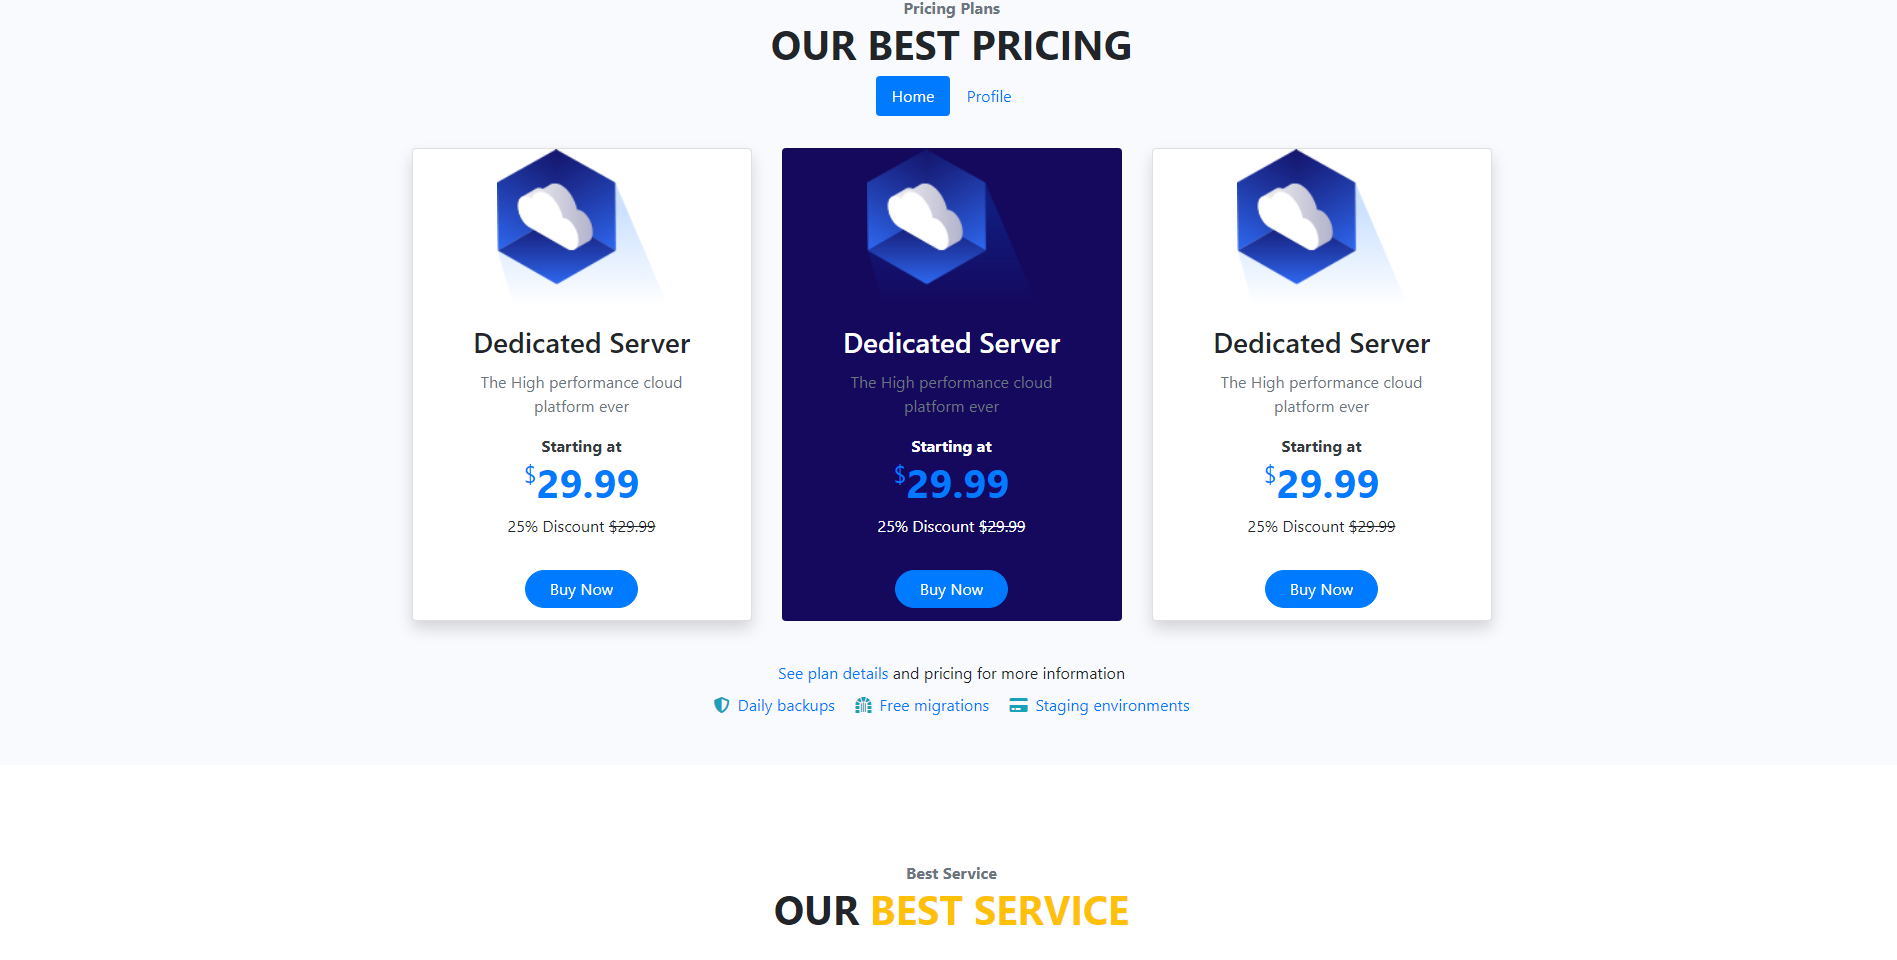 Pricing Plans
OUR BEST PRICING
Home Profile
Dedicated Server
The High performance cloud
platform ever
Starting at
$29.99
25% Discount $29.99
Buy Now
Dedicated Server
The High performance cloud
platform ever
Starting at
$29.99
25% Discount $29.99
Buy Now
Dedicated Server
The High performance cloud
platform ever
Starting at
$29.99
25% Discount $29.99
Buy Now
See plan details and pricing for more information
Daily backups Free migrations Staging environments
Best Service
OUR BEST SERVICE